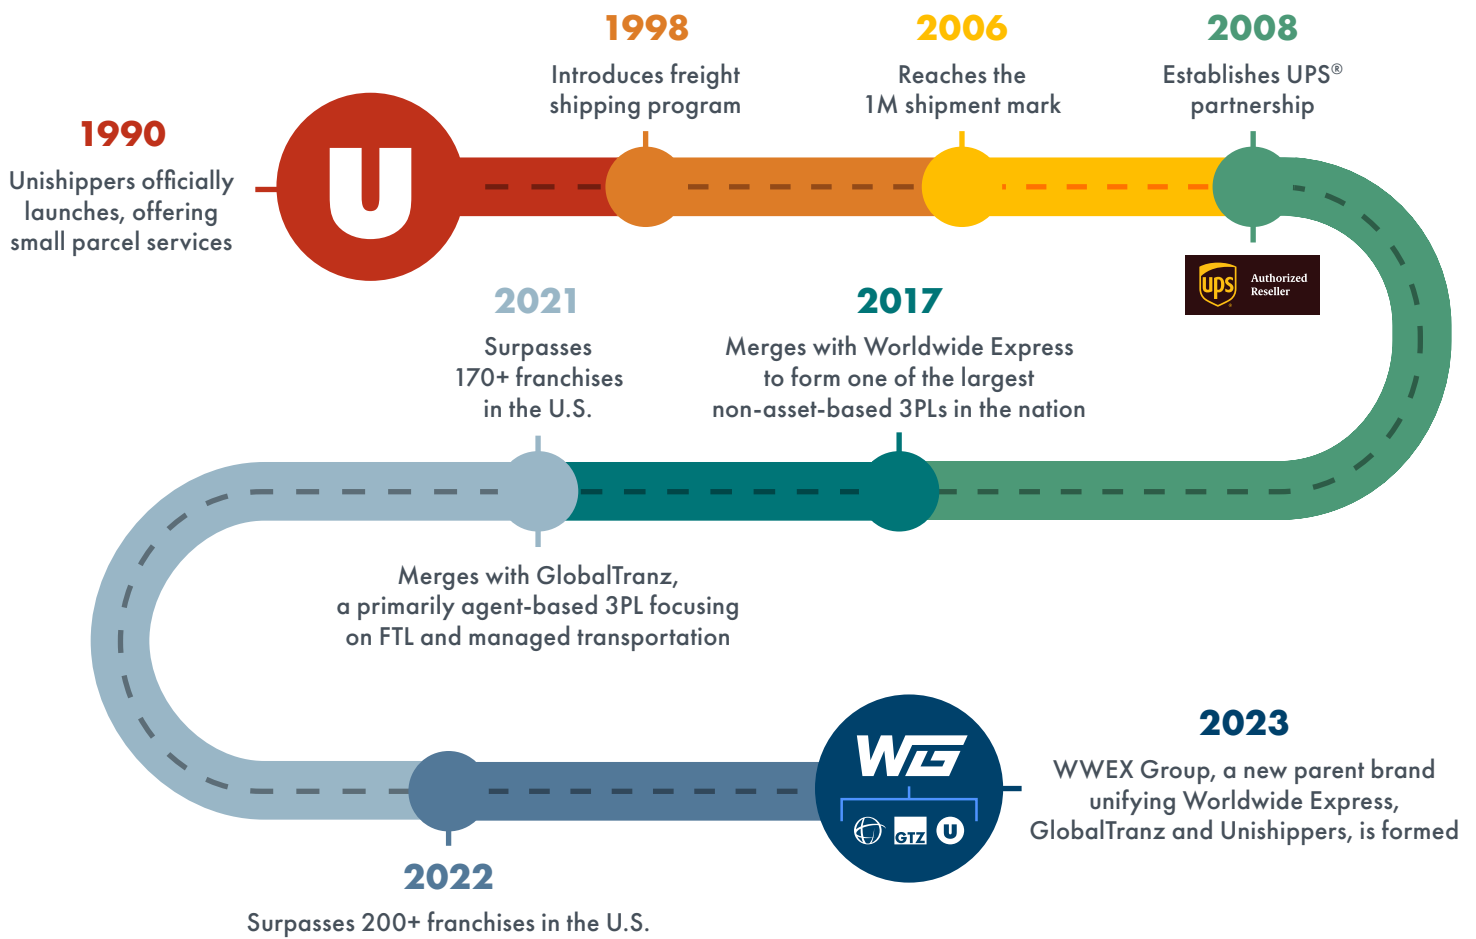 1990
Unishippers officially
launches, offering
small parcel services
U
1998
Introduces freight
shipping program
2006
Reaches the
1M shipment mark
2008
Establishes UPS®
partnership
ups
®
Authorized
Reseller
2017
Merges with Worldwide Express
to form one of the largest
non-asset-based 3PLs in the nation
2021
Surpasses
170+ franchises
in the U.S.
Merges with GlobalTranz,
a primarily agent-based 3PL focusing
on FTL and managed transportation
2022
Surpasses 200+ franchises in the U.S.
WG
GTZ
U
2023
WWEX Group, a new parent brand
unifying Worldwide Express,
GlobalTranz and Unishippers, is formed